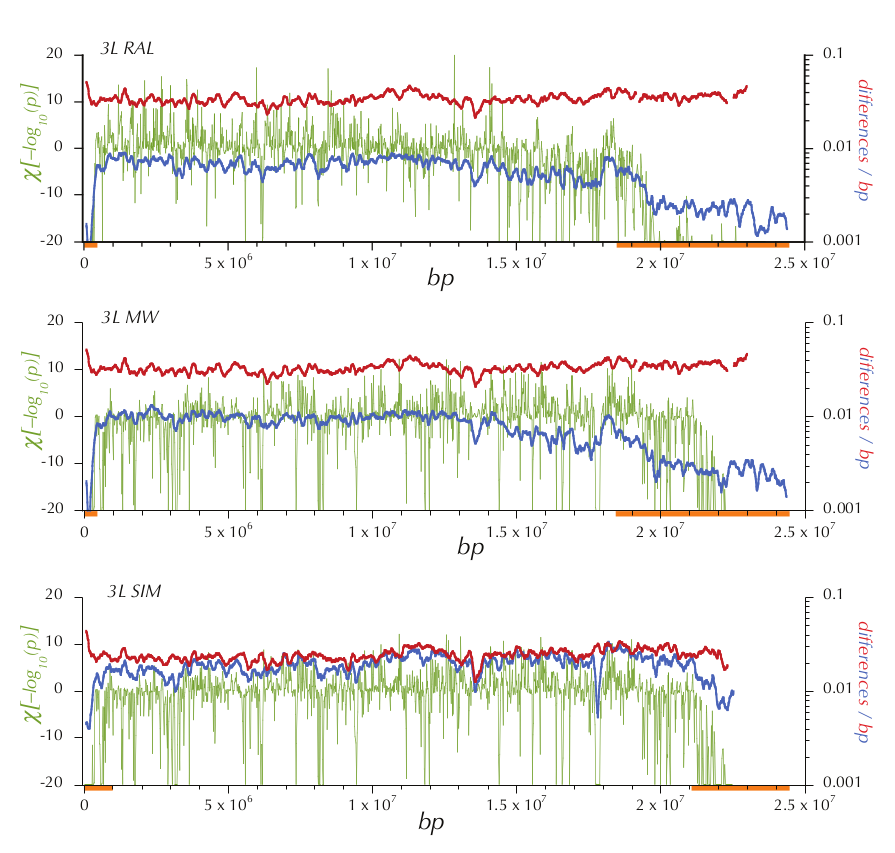 3L RAL
20
10
0
-10
-20
χ[–log10(p)]
0.1
0.01
0.001
differences / bp
0
5 x 10^6
1 x 10^7
1.5 x 10^7
2 x 10^7
2.5 x 10^7
bp
3L MW
20
10
0
-10
-20
χ[–log10(p)]
0.1
0.01
0.001
differences / bp
0
5 x 10^6
1 x 10^7
1.5 x 10^7
2 x 10^7
2.5 x 10^7
bp
3L SIM
20
10
0
-10
-20
χ[–log10(p)]
0.1
0.01
0.001
differences / bp
0
5 x 10^6
1 x 10^7
1.5 x 10^7
2 x 10^7
2.5 x 10^7
bp